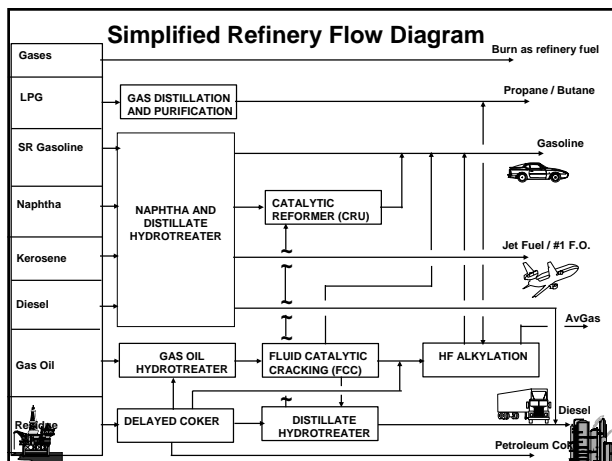 Simplified Refinery Flow Diagram
Gases
Burn as refinery fuel
LPG
GAS DISTILLATION
AND PURIFICATION
Propane / Butane
SR Gasoline
Gasoline
Naphtha
NAPHTHA AND
DISTILLATE
HYDROTREATER
CATALYTIC
REFORMER (CRU)
Kerosene
Jet Fuel / #1 F.O.
Diesel
AvGas
Gas Oil
GAS OIL
HYDROTREATER
FLUID CATALYTIC
CRACKING (FCC)
HF ALKYLATION
DELAYED COKER
DISTILLATE
HYDROTREATER
Diesel
Petroleum Coke